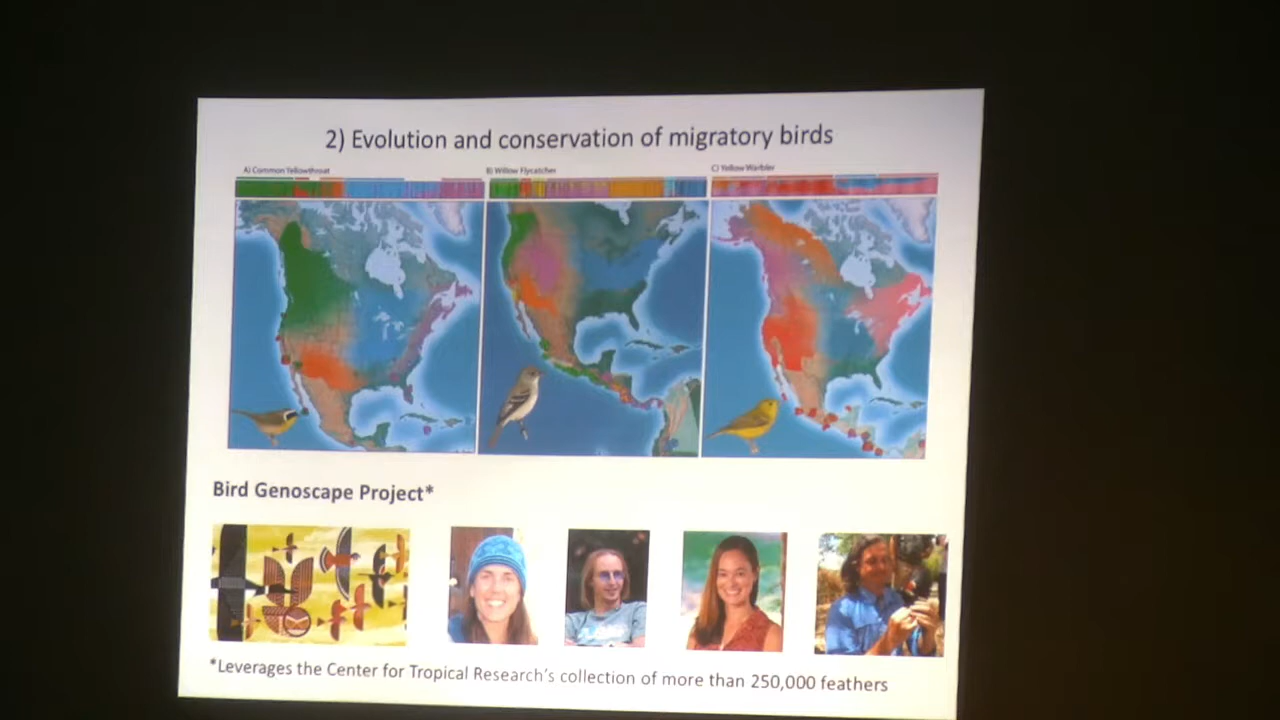 2) Evolution and conservation of migratory birds
A) Common Yellowthroat
B) Willow Flycatcher
C) Yellow Warbler
Bird Genoscape Project*
*Leverages the Center for Tropical Research's collection of more than 250,000 feathers